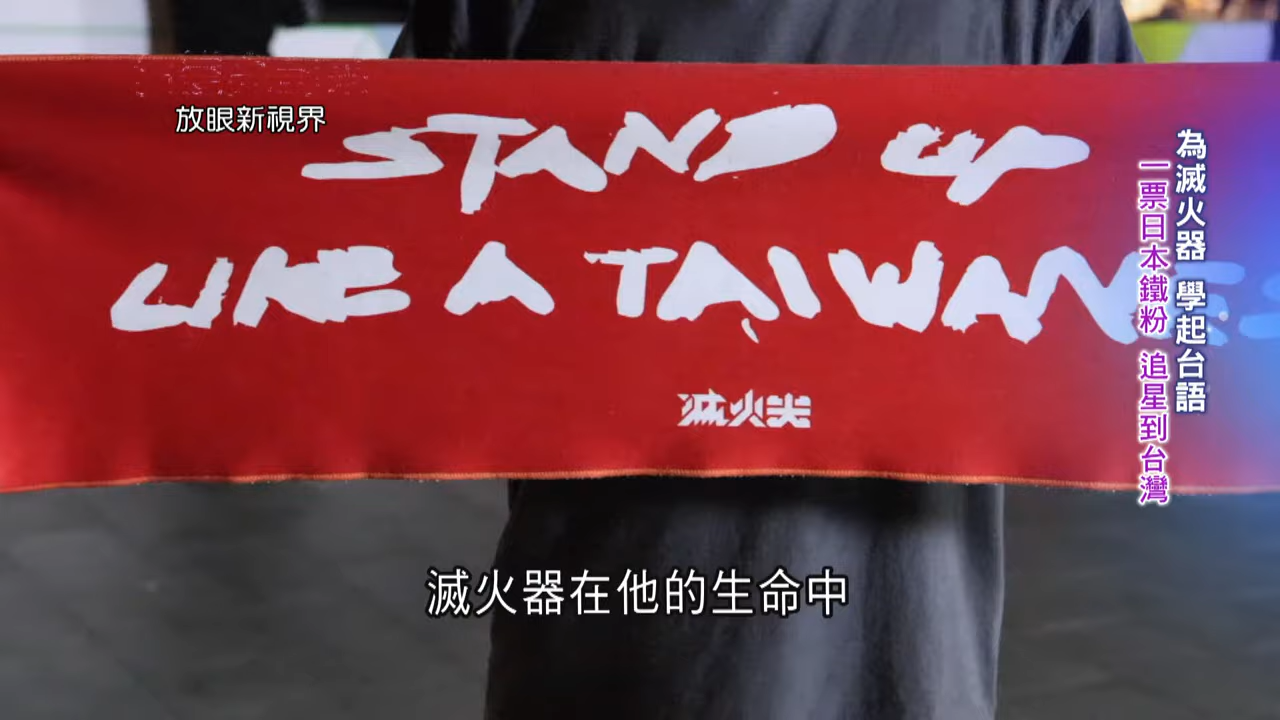 放眼新視界
STAND UP
LIKE A TAIWANES
滅火器
為滅火器 學起台語
一票日本鐵粉 追星到台灣
滅火器在他的生命中